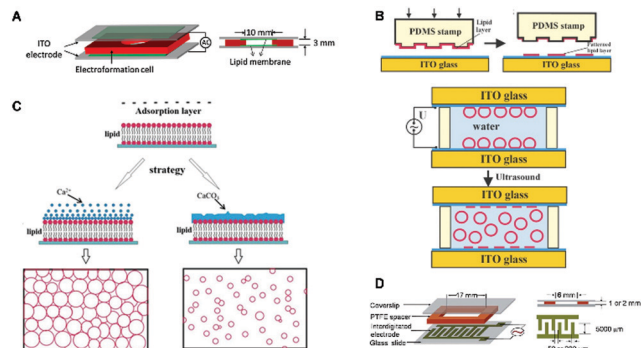 A
ITO
electrode
AC
10 mm
3 mm
Lipid membrane
Electroformation cell
B
PDMS stamp
Lipid layer
PDMS stamp
Patterned
lipid layer
ITO glass
ITO glass
ITO glass
U
water
ITO glass
Ultrasound
ITO glass
ITO glass
C
Adsorption layer
lipid
strategy
Ca2+
CaCO3
lipid
lipid
D
17 mm
Coverslip
PTFE spacer
Interdigitated
electrode
Glass slide
6 mm
1 or 2 mm
5000 μm